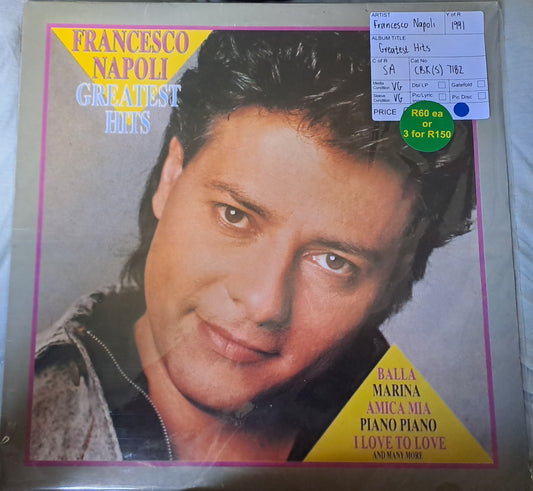 FRANCESCO
NAPOLI
GREATEST
HITS
ARTIST
Francesco Napoli
Y of R
1991
ALBUM TITLE
Greatest Hits
C of R
SA
Cat No
CBK(S) 7182
Media
Condition
VG
Dbl LP
Gatefold
Sleeve
Condition
VG
Pic/Lyric
Pic Disc
PRICE
R60 ea
or
3 for R150
BALLA
MARINA
AMICA MIA
PIANO PIANO
I LOVE TO LOVE
AND MANY MORE